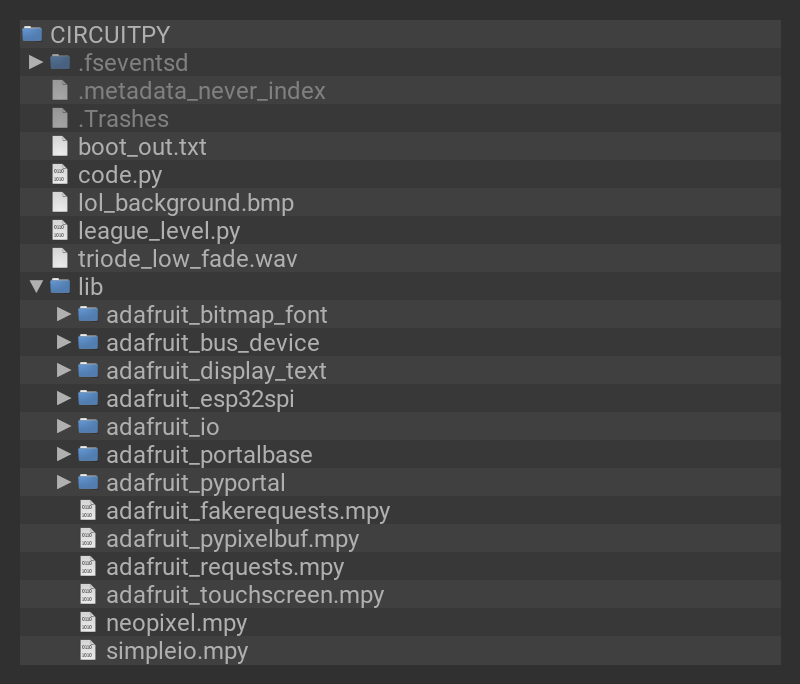 CIRCUITPY
.fseventsd
.metadata_never_index
.Trashes
boot_out.txt
code.py
lol_background.bmp
league_level.py
triode_low_fade.wav
lib
adafruit_bitmap_font
adafruit_bus_device
adafruit_display_text
adafruit_esp32spi
adafruit_io
adafruit_portalbase
adafruit_pyportal
adafruit_fakerequests.mpy
adafruit_pypixelbuf.mpy
adafruit_requests.mpy
adafruit_touchscreen.mpy
neopixel.mpy
simpleio.mpy